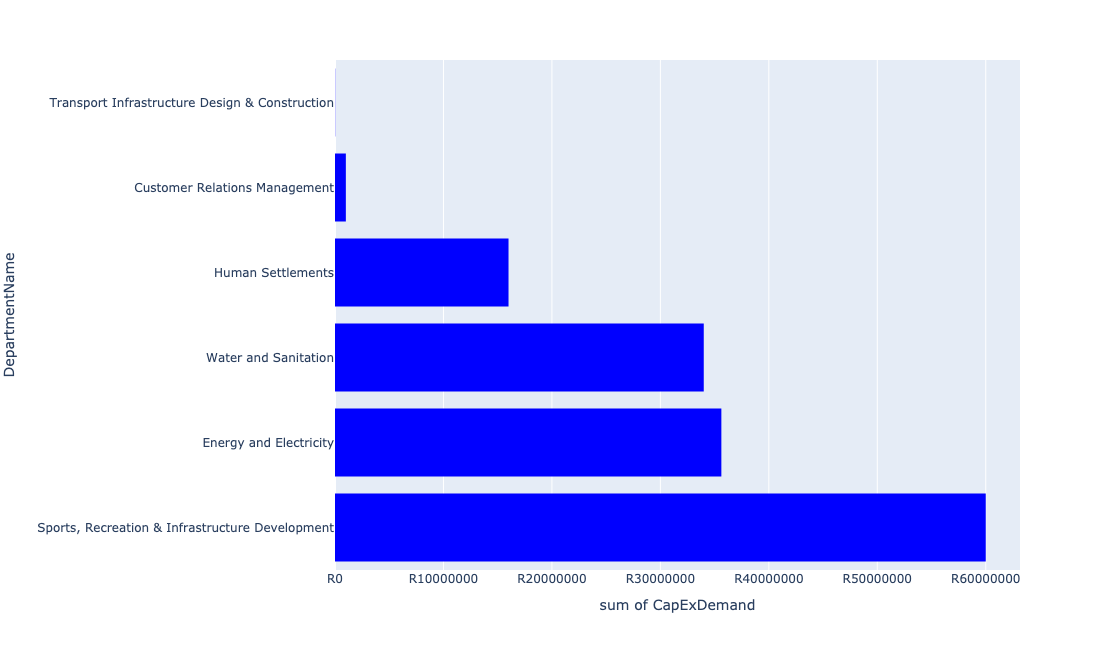 Transport Infrastructure Design & Construction
Customer Relations Management
Human Settlements
Water and Sanitation
Energy and Electricity
Sports, Recreation & Infrastructure Development
DepartmentName
R0 R10000000 R20000000 R30000000 R40000000 R50000000 R60000000
sum of CapExDemand